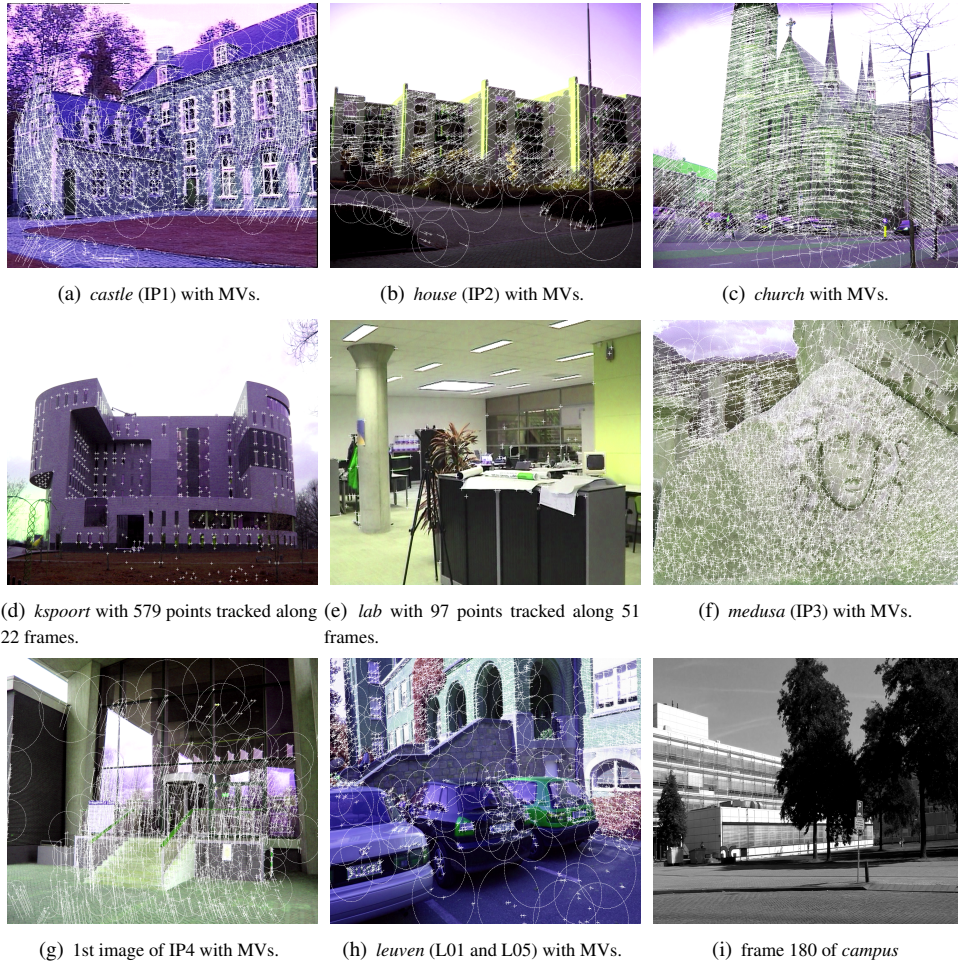 (a) castle (IP1) with MVs.
(b) house (IP2) with MVs.
(c) church with MVs.
(d) kspoort with 579 points tracked along
22 frames.
(e) lab with 97 points tracked along 51
frames.
(f) medusa (IP3) with MVs.
(g) 1st image of IP4 with MVs.
(h) leuven (L01 and L05) with MVs.
(i) frame 180 of campus